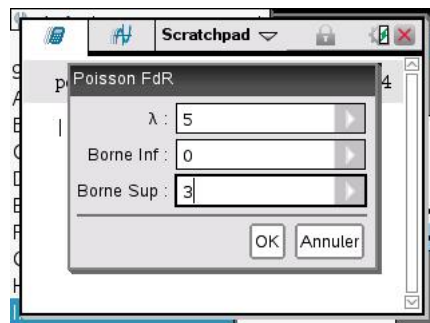 Scratchpad
Poisson FdR
λ : 5
Borne Inf : 0
Borne Sup : 3
OK Annuler